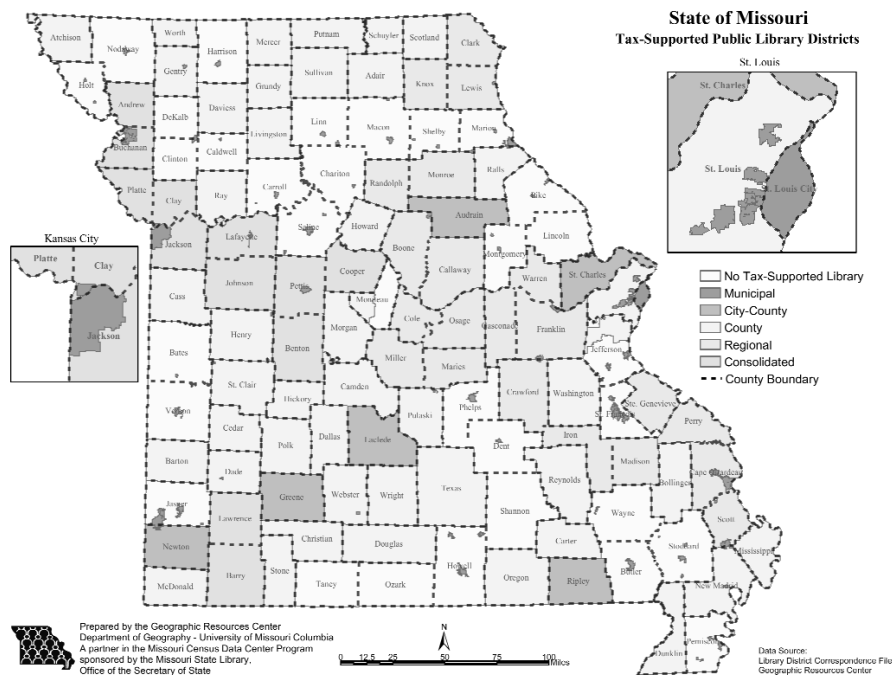 State of Missouri
Tax-Supported Public Library Districts
St. Louis
St. Charles
St. Louis
St. Louis City
Kansas City
Platte
Clay
Jackson
No Tax-Supported Library
Municipal
City-County
County
Regional
Consolidated
County Boundary
Atchison
Nodaway
Worth
Harrison
Mercer
Putnam
Schuyler
Scotland
Clark
Holt
Gentry
Sullivan
Adair
Knox
Lewis
Andrew
DeKalb
Daviess
Grundy
Buchanan
Clinton
Caldwell
Livingston
Linn
Macon
Shelby
Marion
Platte
Clay
Ray
Carroll
Chariton
Randolph
Monroe
Ralls
Pike
Jackson
Lafayette
Saline
Howard
Boone
Audrain
Callaway
Montgomery
Lincoln
Warren
St. Charles
Cass
Johnson
Pettis
Cooper
Moniteau
Cole
Osage
Gasconade
Franklin
Jefferson
Bates
Henry
Benton
Morgan
Miller
Maries
Vernon
St. Clair
Hickory
Camden
Pulaski
Phelps
Crawford
Washington
St. Francois
Ste. Genevieve
Perry
Barton
Cedar
Polk
Dallas
Laclede
Dent
Iron
Madison
Bollinger
Cape Girardeau
Jasper
Dade
Greene
Webster
Wright
Texas
Shannon
Reynolds
Wayne
Scott
Newton
Lawrence
Christian
Douglas
Howell
Carter
Butler
Stoddard
Mississippi
McDonald
Barry
Stone
Taney
Ozark
Oregon
Ripley
New Madrid
Dunklin
Pemiscot
Prepared by the Geographic Resources Center
Department of Geography - University of Missouri Columbia
A partner in the Missouri Census Data Center Program
sponsored by the Missouri State Library,
Office of the Secretary of State
N
0 12.5 25 50 75 100
Miles
Data Source:
Library District Correspondence File
Geographic Resources Center